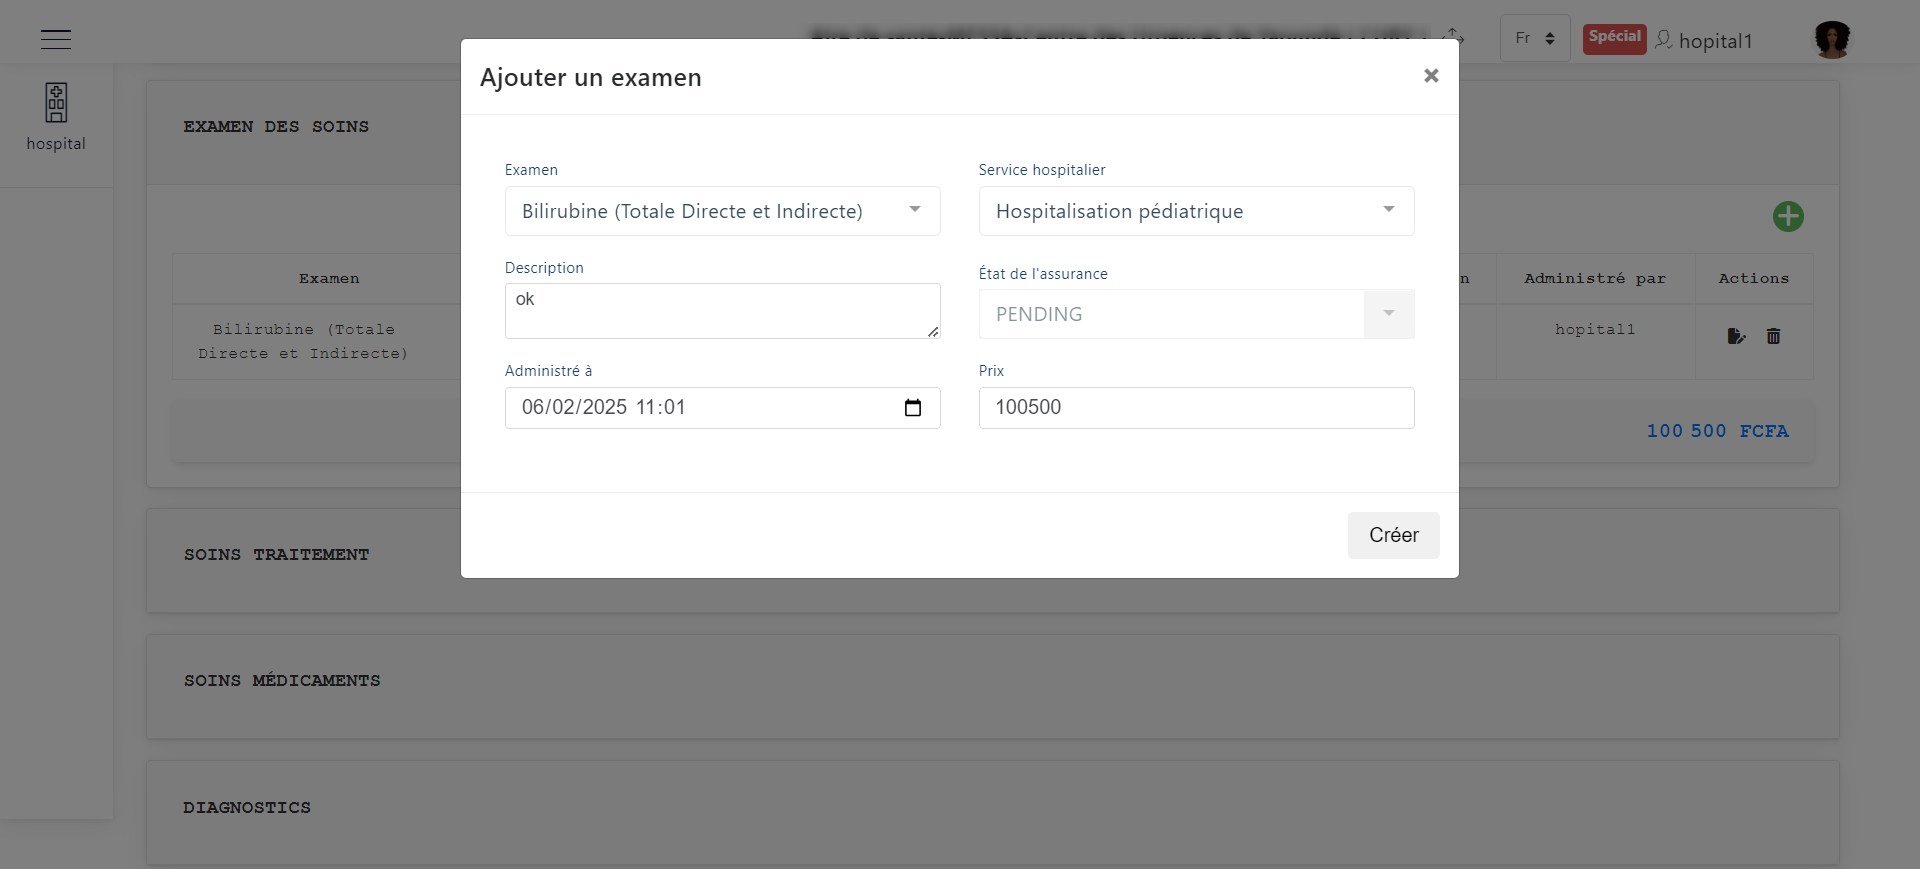 Fr
Spécial
hopital1
hospital
Ajouter un examen
×
EXAMEN DES SOINS
Examen
Service hospitalier
Bilirubine (Totale Directe et Indirecte)
Hospitalisation pédiatrique
Description
ok
État de l'assurance
PENDING
Administré à
06/02/2025 11:01
Prix
100500
Créer
Examen
n
Administré par
Actions
Bilirubine (Totale
Directe et Indirecte)
hopital1
100 500 FCFA
SOINS TRAITEMENT
SOINS MÉDICAMENTS
DIAGNOSTICS